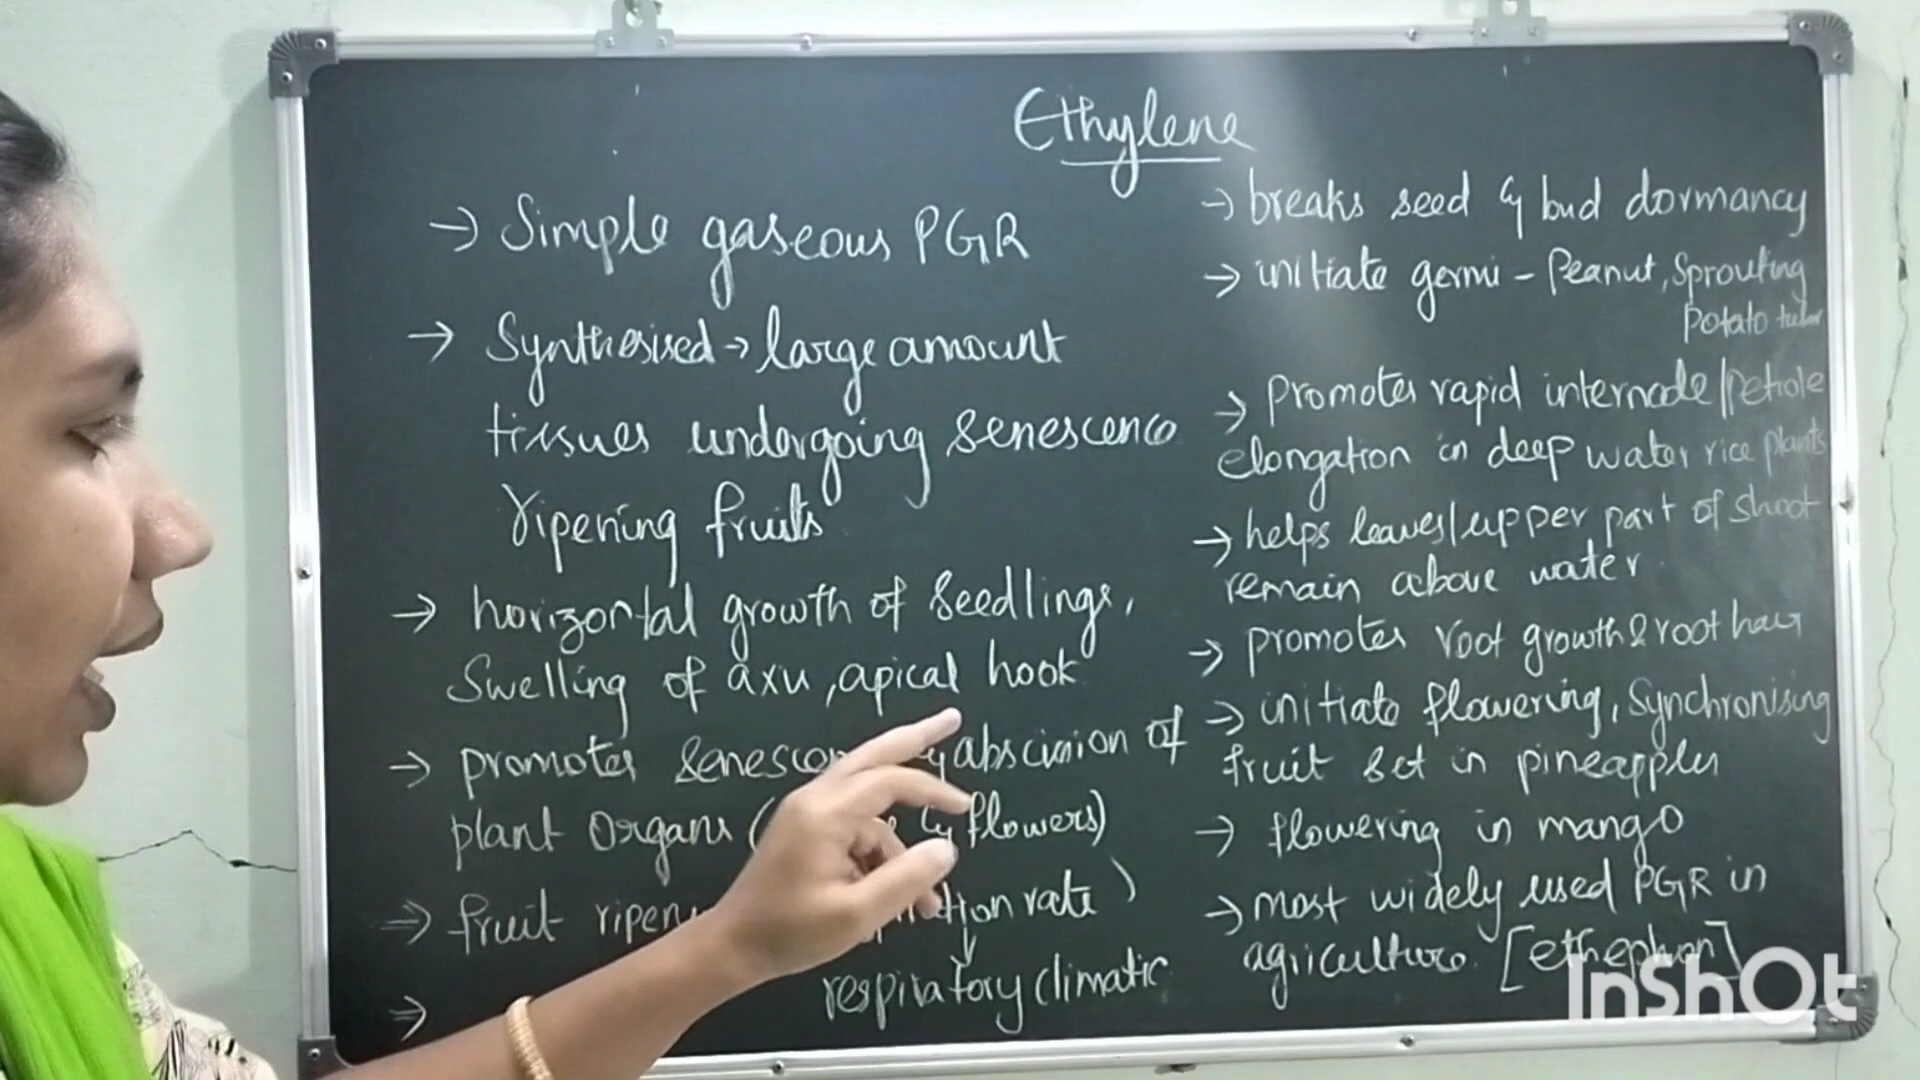 Ethylene
→ Simple gaseous PGR
→ Synthesised → large amount
tissues undergoing senescence
ripening fruits
→ horizontal growth of seedlings,
swelling of axis, apical hook
→ promotes & abscission of
plant organs ( & flowers)
→ fruit rate)
↓
respiratory climatic
→
→ breaks seed & bud dormancy
→ initiate germi - Peanut, Sprouting
Potato tuber
→ promotes rapid internode/petiole
elongation in deep water rice plants
→ helps leaves/upper part of shoot
remain above water.
→ promotes root growth & root hair
→ initiate flowering, Synchronising
fruit set in pineapples
→ flowering in mango
→ most widely used PGR in
agriculture. [ethephon]
InShOt